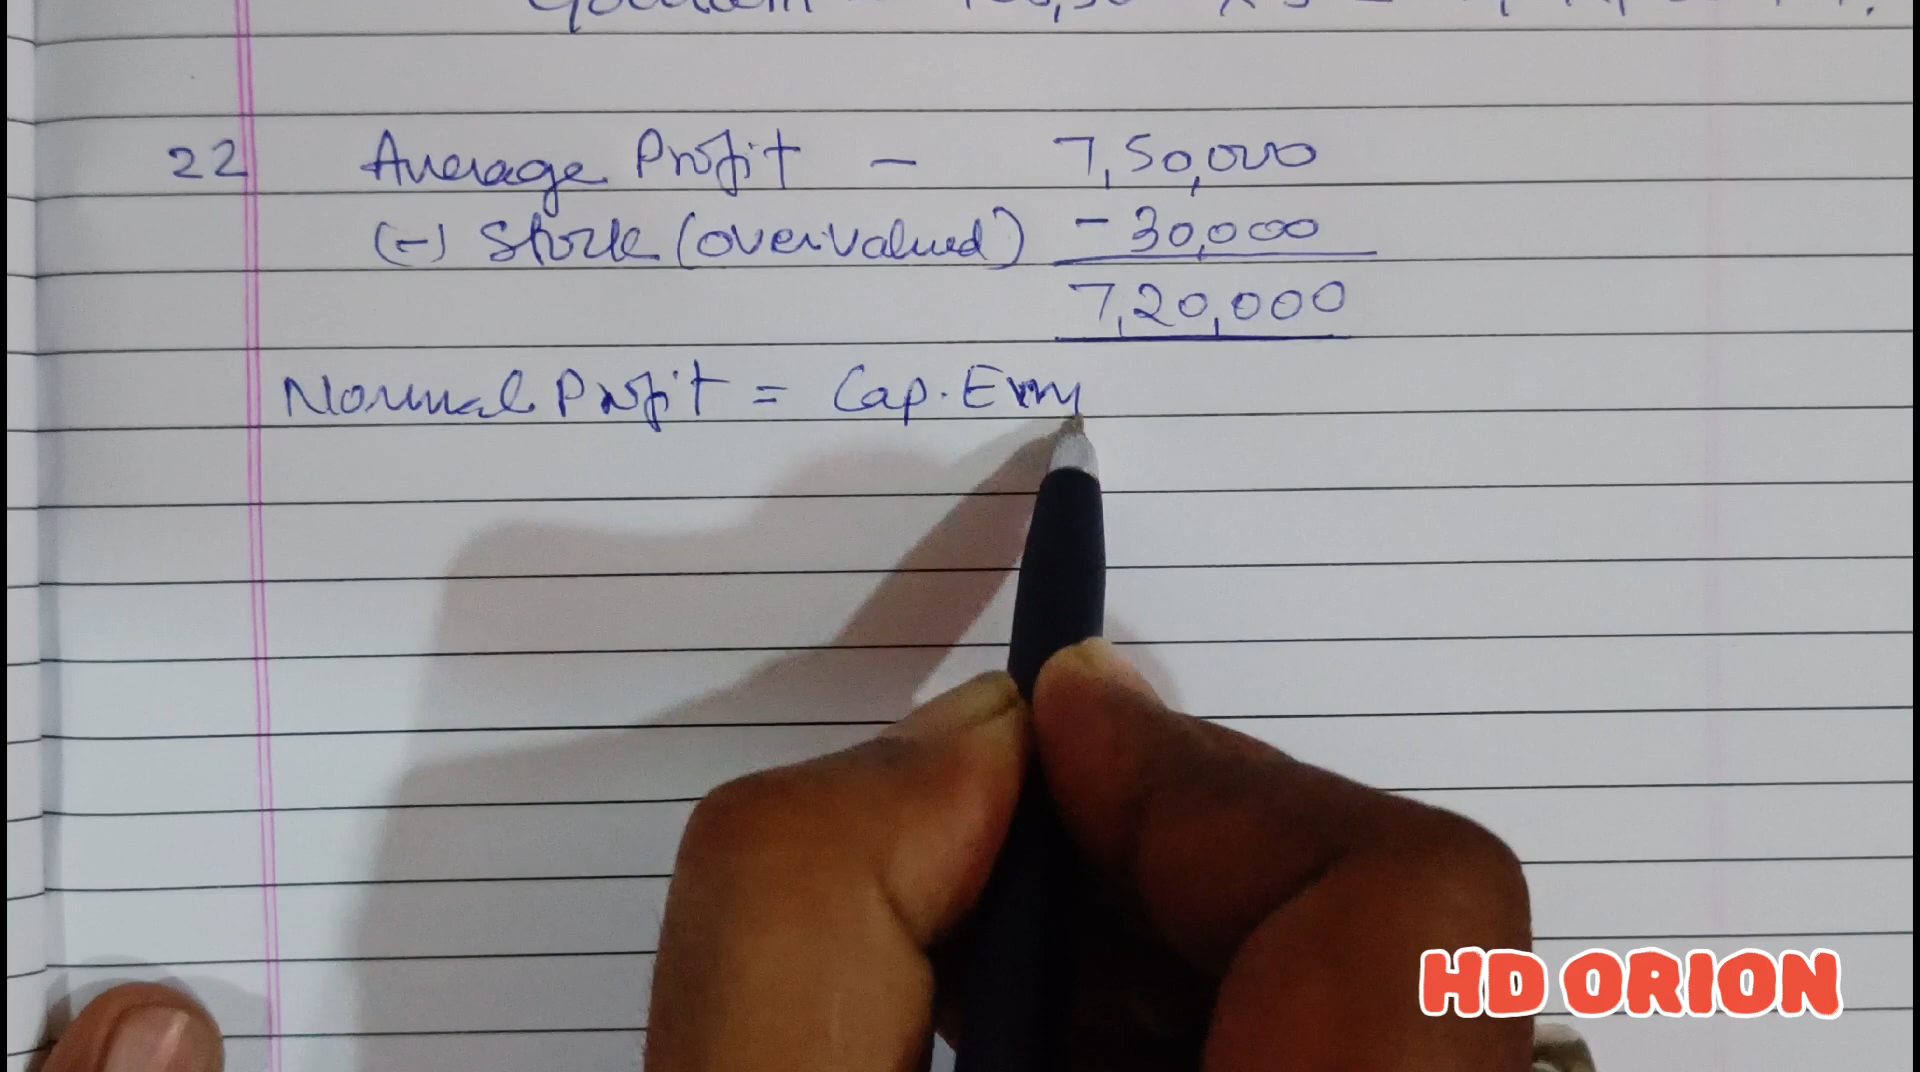 22 Average Profit - 7,50,000
(-) Stock (overvalued) - 30,000
7,20,000
Normal Profit = Cap. Emp
HD ORION